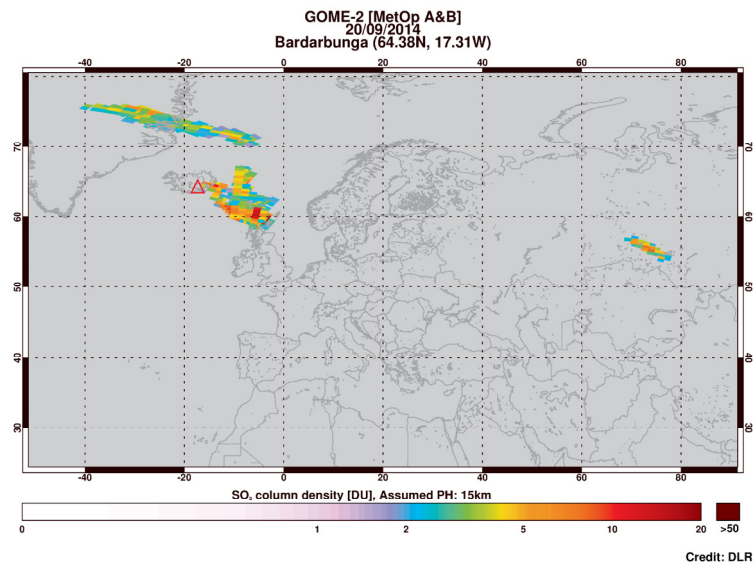 GOME-2 [MetOp A&B]
20/09/2014
Bardarbunga (64.38N, 17.31W)
-40 -20 0 20 40 60 80
70 70
60 60
50 50
40 40
30 30
-40 -20 0 20 40 60 80
SO₂ column density [DU], Assumed PH: 15km
0 1 2 5 10 20 >50
Credit: DLR